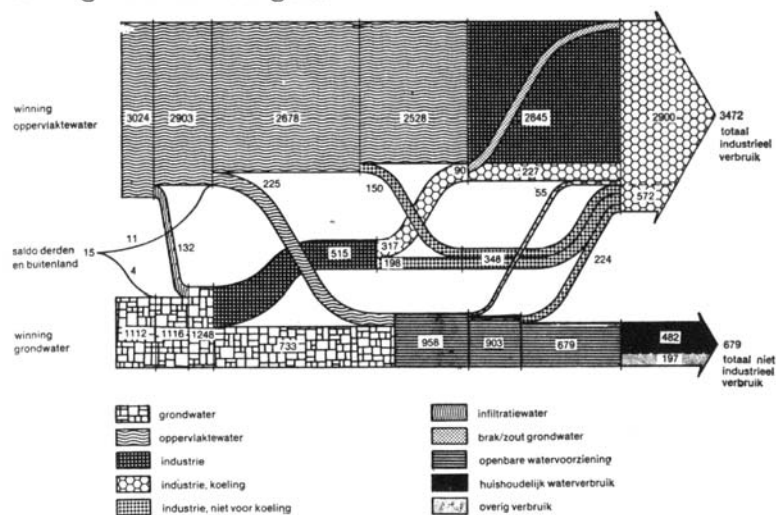 winning
oppervlaktewater
3024
2903
2678
2528
2645
2900
3472
totaal
industrieel
verbruik
90
227
225
150
55
572
saldo derden
en buitenland
15
11
4
132
515
317
198
348
224
winning
grondwater
1112
1116
1248
733
958
903
679
482
197
679
totaal niet
industrieel
verbruik
grondwater
oppervlaktewater
industrie
industrie, koeling
industrie, niet voor koeling
infiltratiewater
brak/zout grondwater
openbare watervoorziening
huishoudelijk waterverbruik
overig verbruik